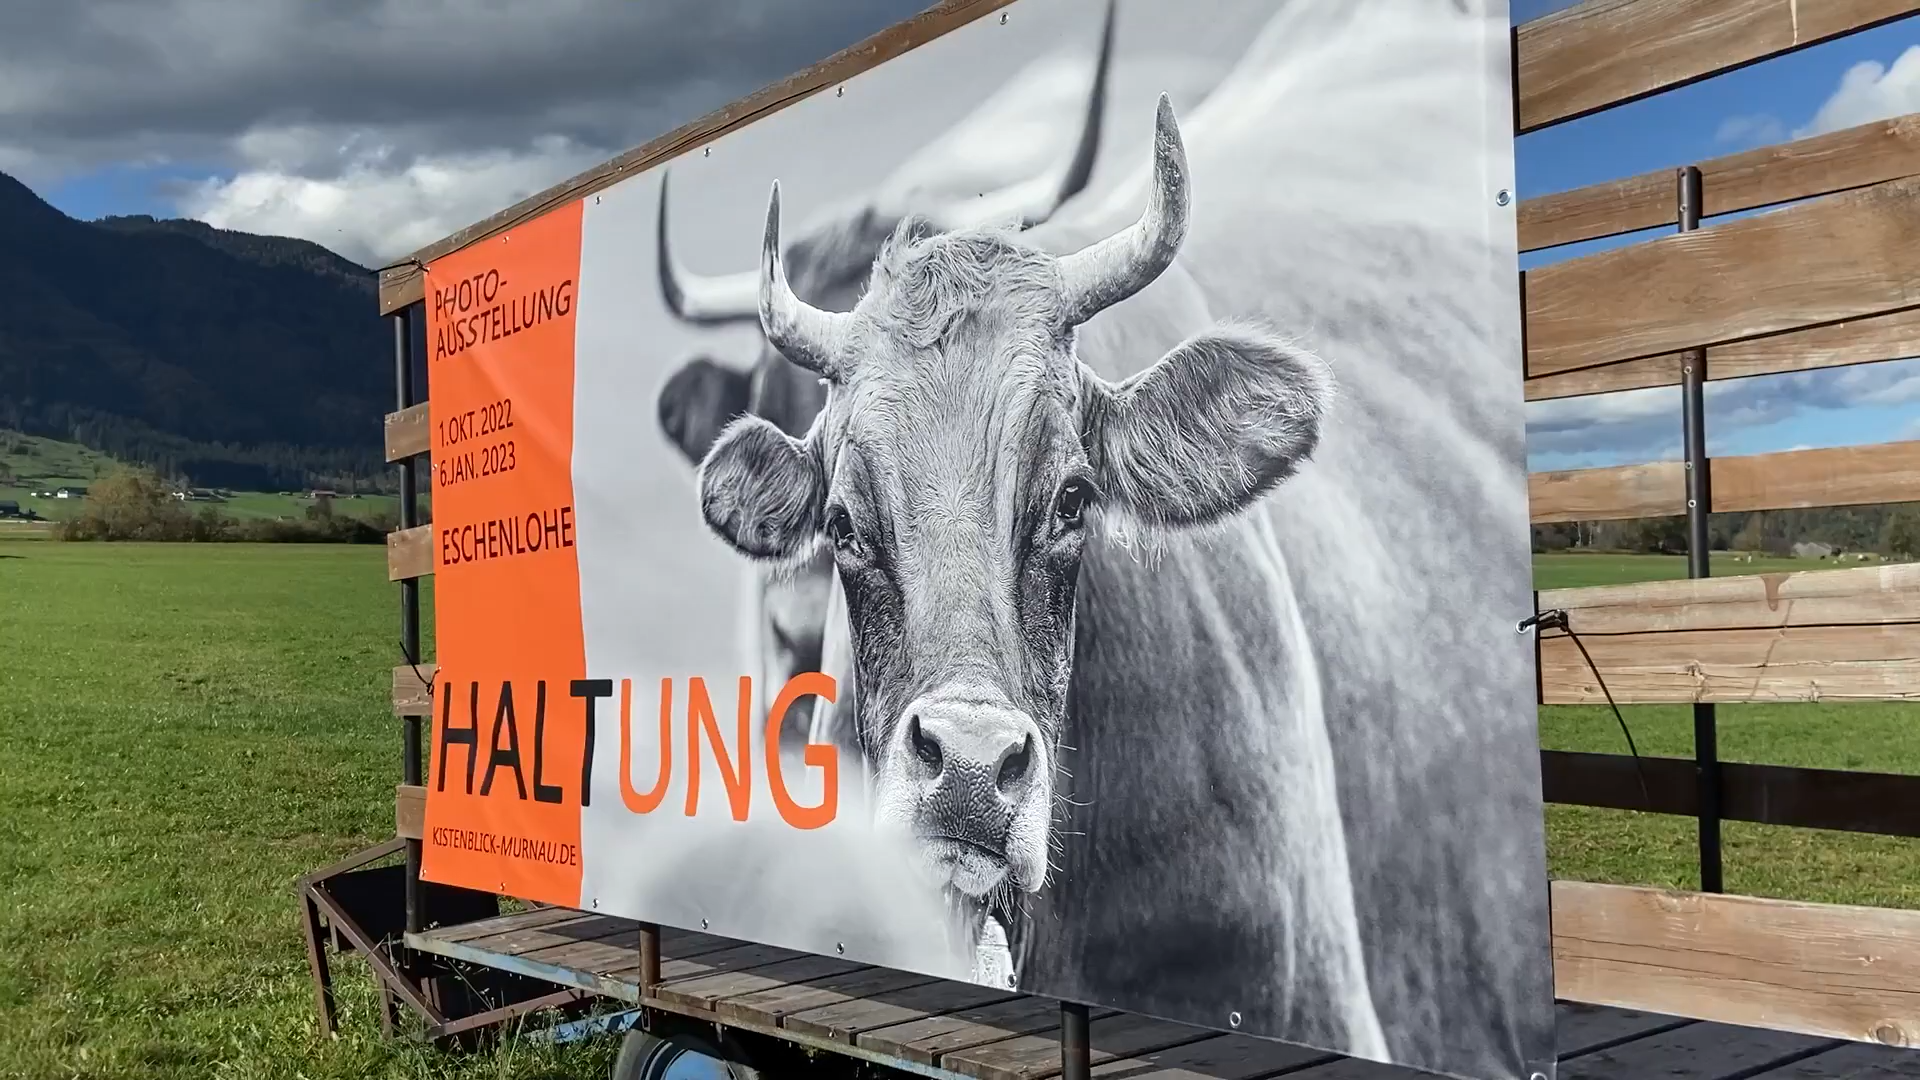 PHOTO-
AUSSTELLUNG
1.OKT. 2022
6.JAN. 2023
ESCHENLOHE
HALTUNG
KISTENBLICK-MURNAU.DE